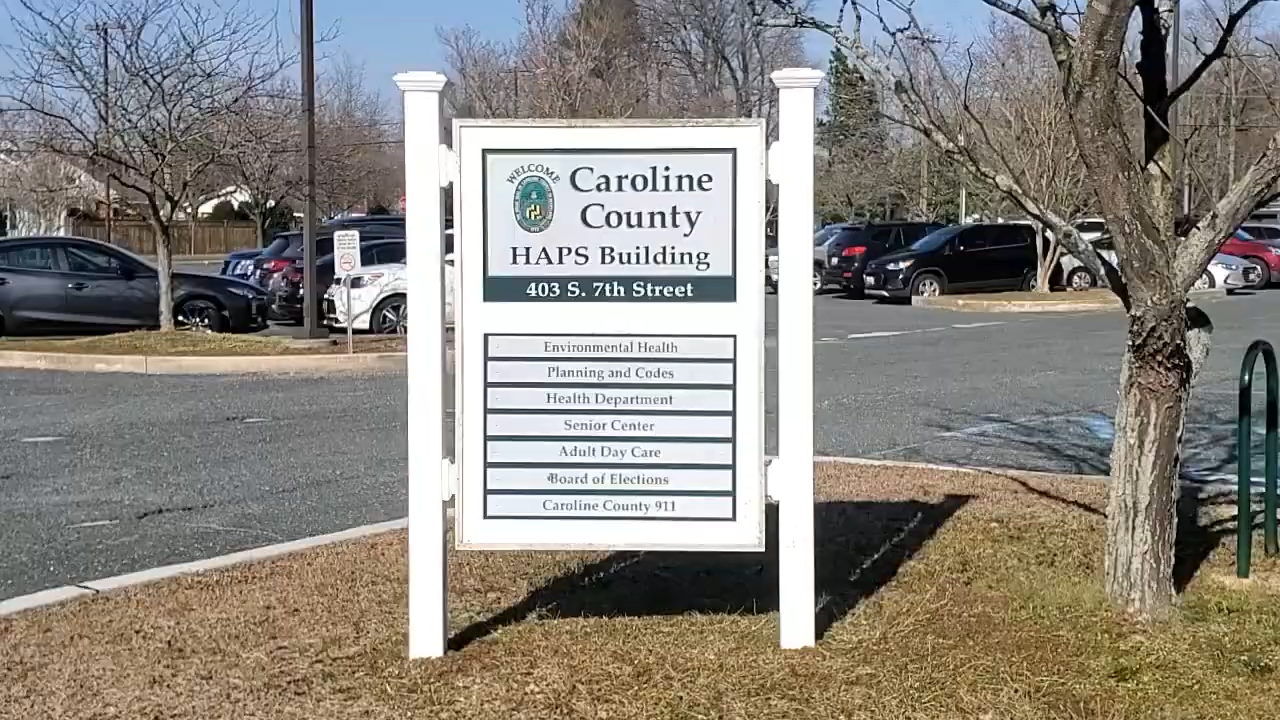 WELCOME
Caroline
County
HAPS Building
403 S. 7th Street
Environmental Health
Planning and Codes
Health Department
Senior Center
Adult Day Care
Board of Elections
Caroline County 911